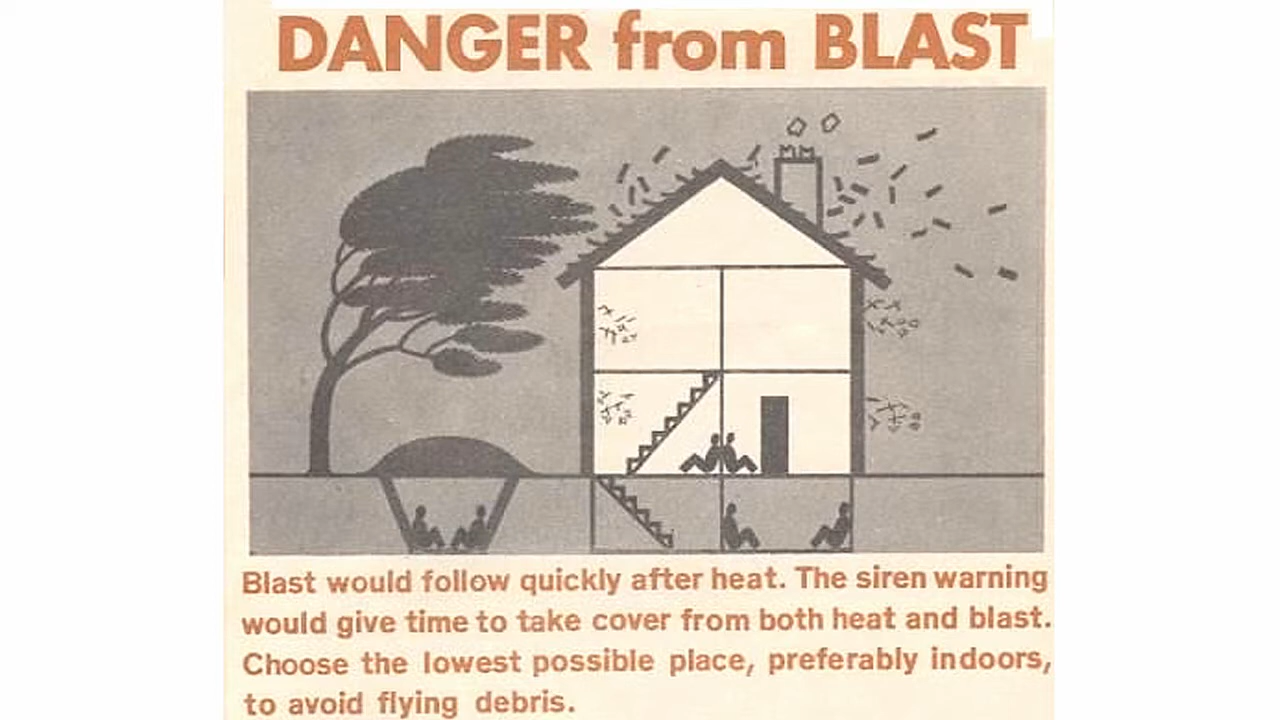 DANGER from BLAST
Blast would follow quickly after heat. The siren warning
would give time to take cover from both heat and blast.
Choose the lowest possible place, preferably indoors,
to avoid flying debris.